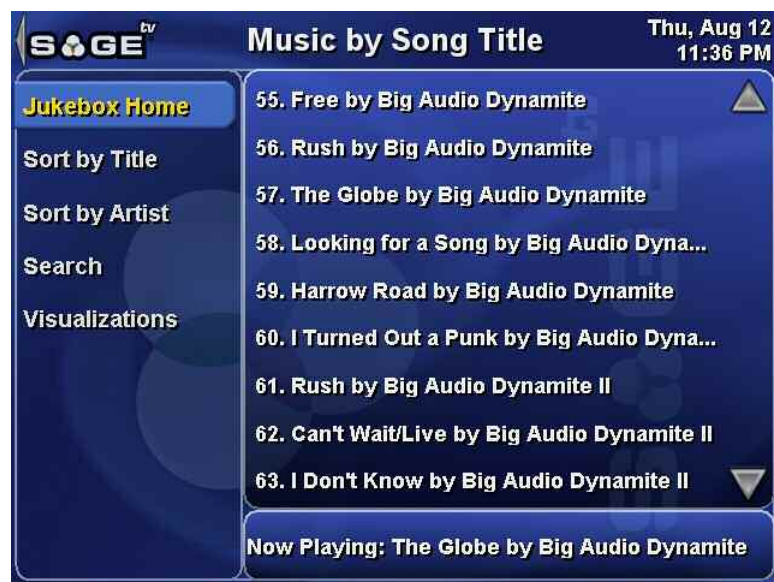 SAGE tv
Music by Song Title
Thu, Aug 12
11:36 PM
Jukebox Home
Sort by Title
Sort by Artist
Search
Visualizations
55. Free by Big Audio Dynamite
56. Rush by Big Audio Dynamite
57. The Globe by Big Audio Dynamite
58. Looking for a Song by Big Audio Dyna...
59. Harrow Road by Big Audio Dynamite
60. I Turned Out a Punk by Big Audio Dyna...
61. Rush by Big Audio Dynamite II
62. Can't Wait/Live by Big Audio Dynamite II
63. I Don't Know by Big Audio Dynamite II
Now Playing: The Globe by Big Audio Dynamite